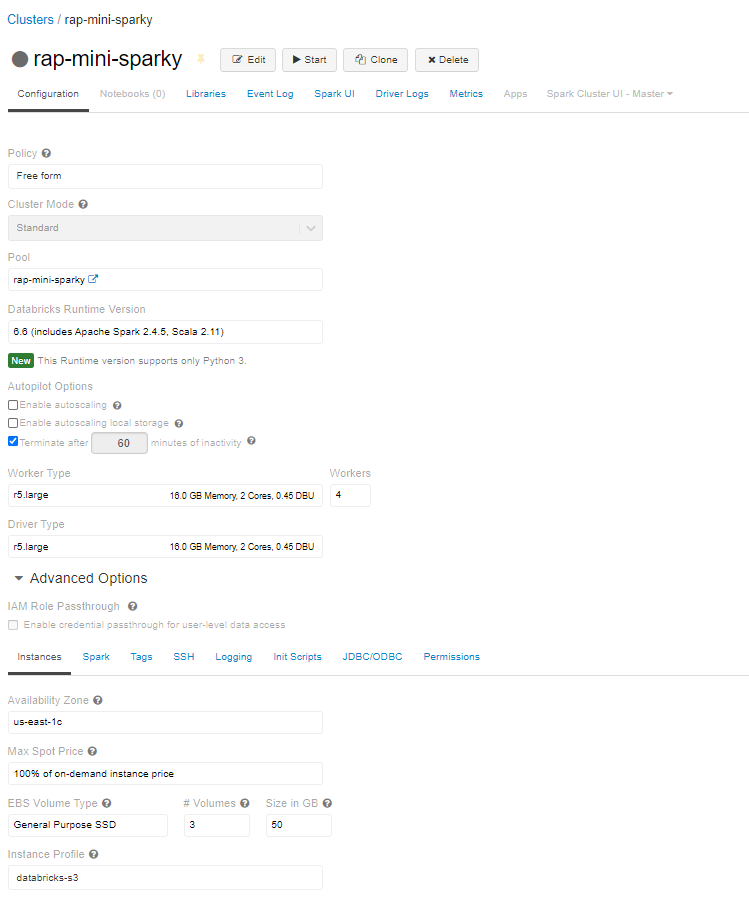 Clusters / rap-mini-sparky
rap-mini-sparky Edit Start Clone Delete
Configuration Notebooks (0) Libraries Event Log Spark UI Driver Logs Metrics Apps Spark Cluster UI - Master
Policy
Free form
Cluster Mode
Standard
Pool
rap-mini-sparky
Databricks Runtime Version
6.6 (includes Apache Spark 2.4.5, Scala 2.11)
New This Runtime version supports only Python 3.
Autopilot Options
Enable autoscaling
Enable autoscaling local storage
Terminate after 60 minutes of inactivity
Worker Type Workers
r5.large 16.0 GB Memory, 2 Cores, 0.45 DBU 4
Driver Type
r5.large 16.0 GB Memory, 2 Cores, 0.45 DBU
Advanced Options
IAM Role Passthrough
Enable credential passthrough for user-level data access
Instances Spark Tags SSH Logging Init Scripts JDBC/ODBC Permissions
Availability Zone
us-east-1c
Max Spot Price
100% of on-demand instance price
EBS Volume Type # Volumes Size in GB
General Purpose SSD 3 50
Instance Profile
databricks-s3